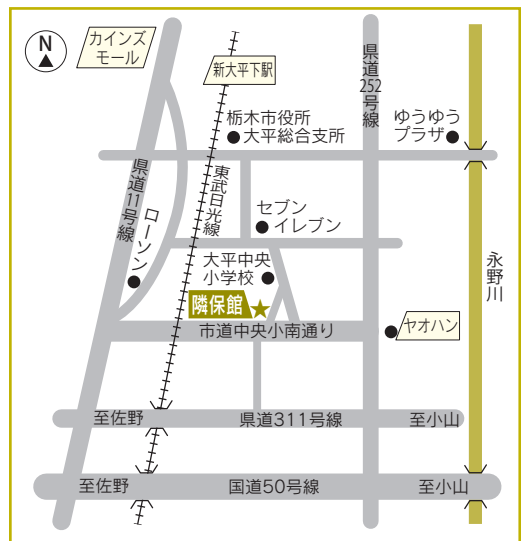 N
カインズ
モール
新大平下駅
県道252号線
栃木市役所
大平総合支所
ゆうゆう
プラザ
県道11号線
東武日光線
ローソン
セブン
イレブン
大平中央
小学校
永野川
隣保館
市道中央小南通り
ヤオハン
至佐野
県道311号線
至小山
至佐野
国道50号線
至小山